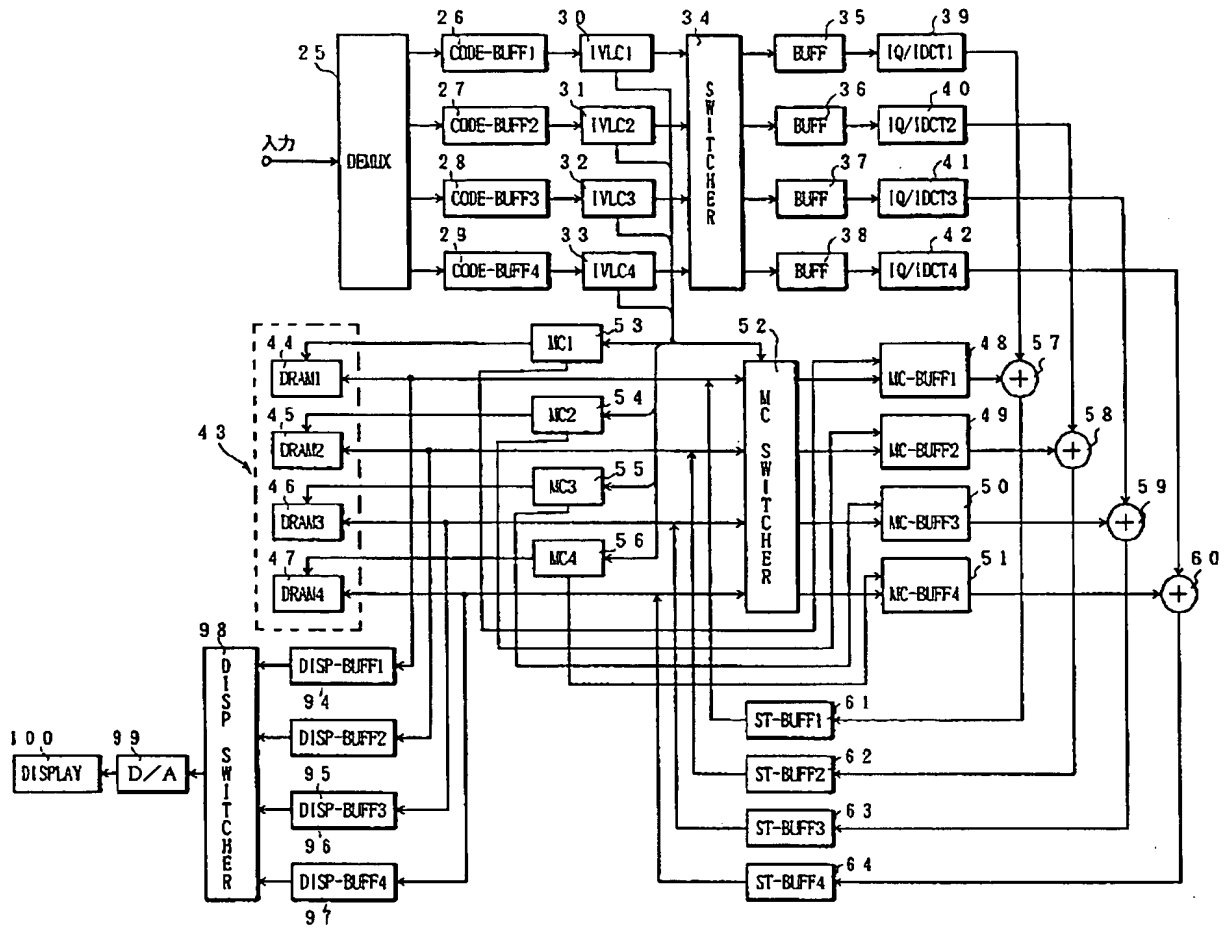 26
30
34
35
39
25
CODE-BUFF1
IVLC1
BUFF
IQ/IDCT1
27
31
36
40
CODE-BUFF2
IVLC2
BUFF
IQ/IDCT2
入力
DEMUX
SWITCHER
28
32
37
41
CODE-BUFF3
IVLC3
BUFF
IQ/IDCT3
29
33
38
42
CODE-BUFF4
IVLC4
BUFF
IQ/IDCT4
53
52
44
MC1
48
57
DRAM1
MC-BUFF1
+
54
45
MC2
49
58
43
DRAM2
MC SWITCHER
MC-BUFF2
+
55
46
MC3
50
59
DRAM3
MC-BUFF3
+
56
47
MC4
51
60
DRAM4
MC-BUFF4
+
98
DISP-BUFF1
94
61
ST-BUFF1
100
99
DISP SWITCHER
DISP-BUFF2
95
62
ST-BUFF2
DISPLAY
D/A
DISP-BUFF3
96
63
ST-BUFF3
DISP-BUFF4
97
64
ST-BUFF4